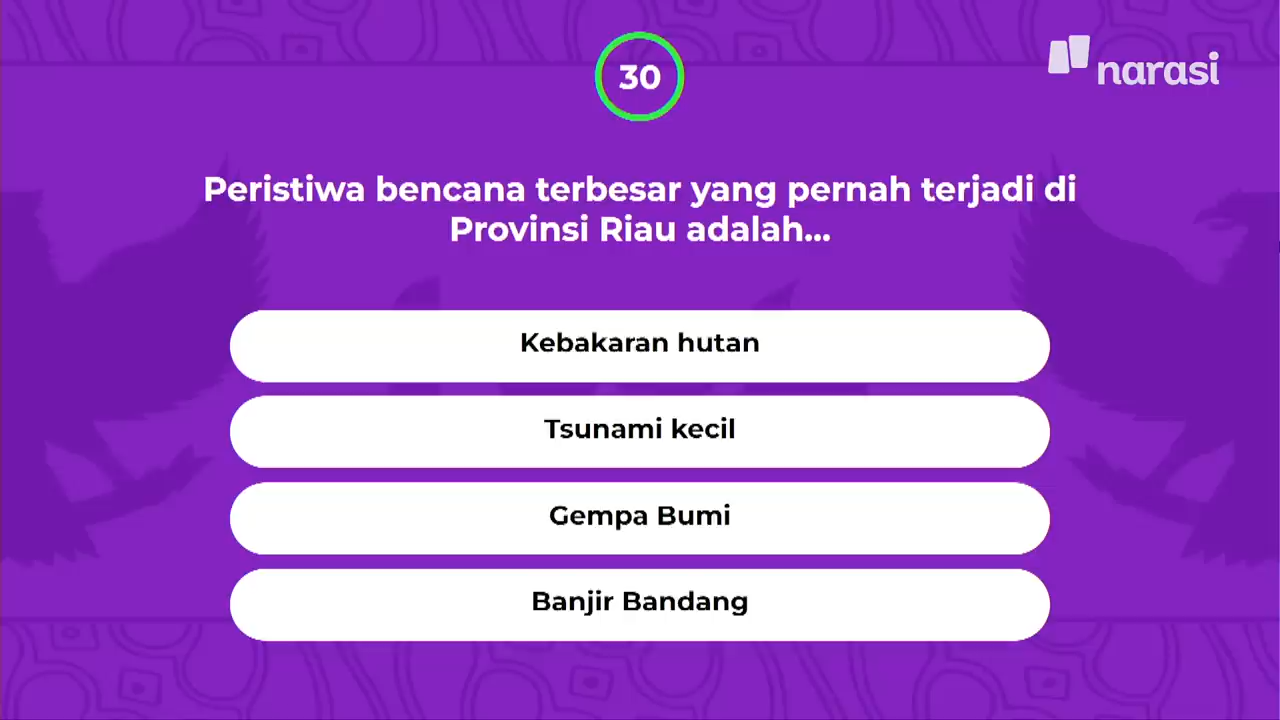 30
narasi
Peristiwa bencana terbesar yang pernah terjadi di
Provinsi Riau adalah...
Kebakaran hutan
Tsunami kecil
Gempa Bumi
Banjir Bandang